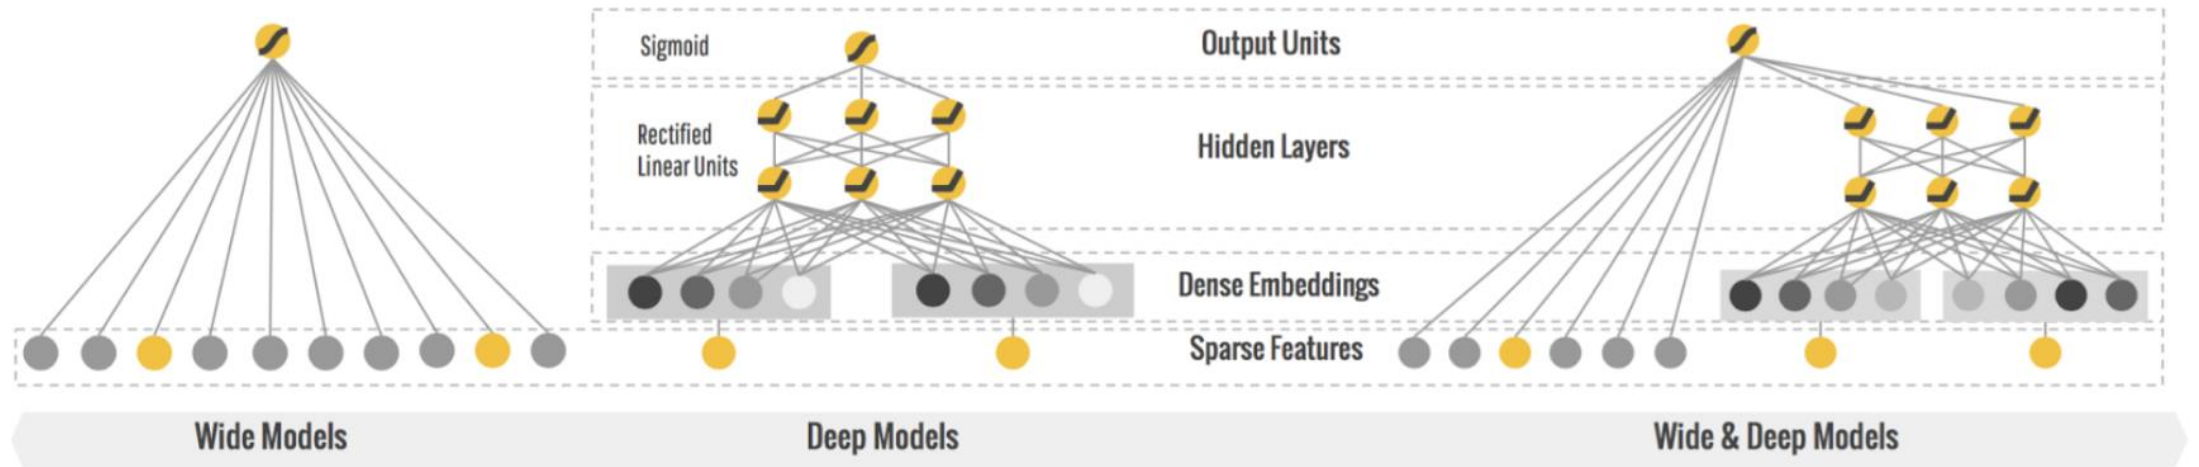 Sigmoid
Output Units
Rectified
Linear Units
Hidden Layers
Dense Embeddings
Sparse Features
Wide Models
Deep Models
Wide & Deep Models